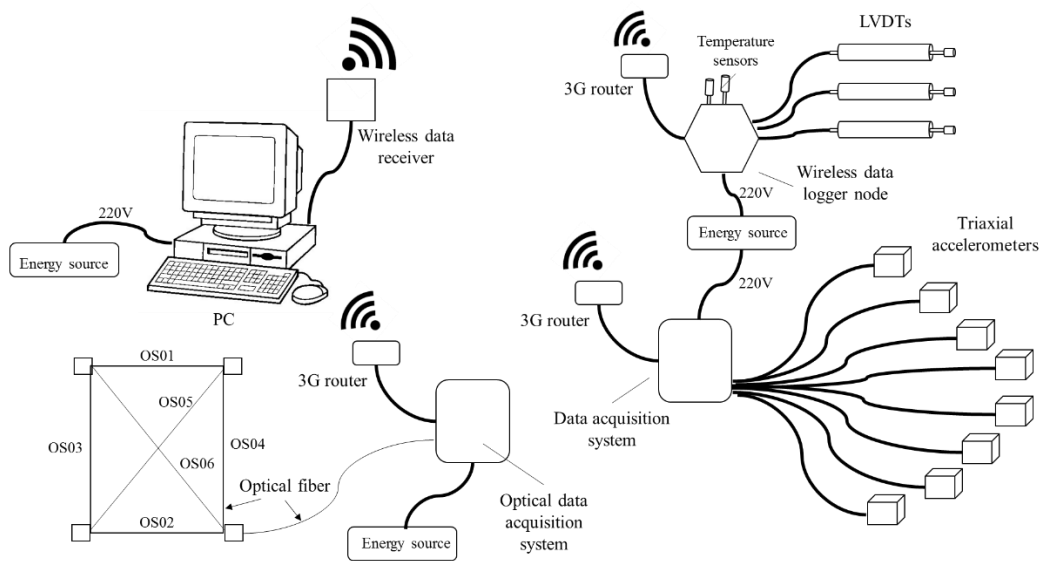 220V
Energy source
Wireless data
receiver
PC
3G router
Temperature
sensors
LVDTs
Wireless data
logger node
220V
Energy source
220V
Triaxial
accelerometers
3G router
Data acquisition
system
OS01
OS05
OS03
OS04
OS06
OS02
Optical fiber
3G router
Optical data
acquisition
system
Energy source